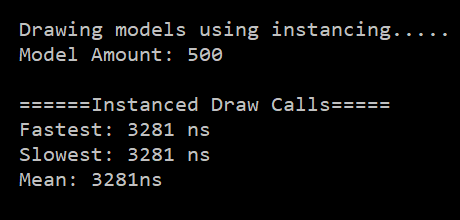 Drawing models using instancing.....
Model Amount: 500
======Instanced Draw Calls=====
Fastest: 3281 ns
Slowest: 3281 ns
Mean: 3281ns